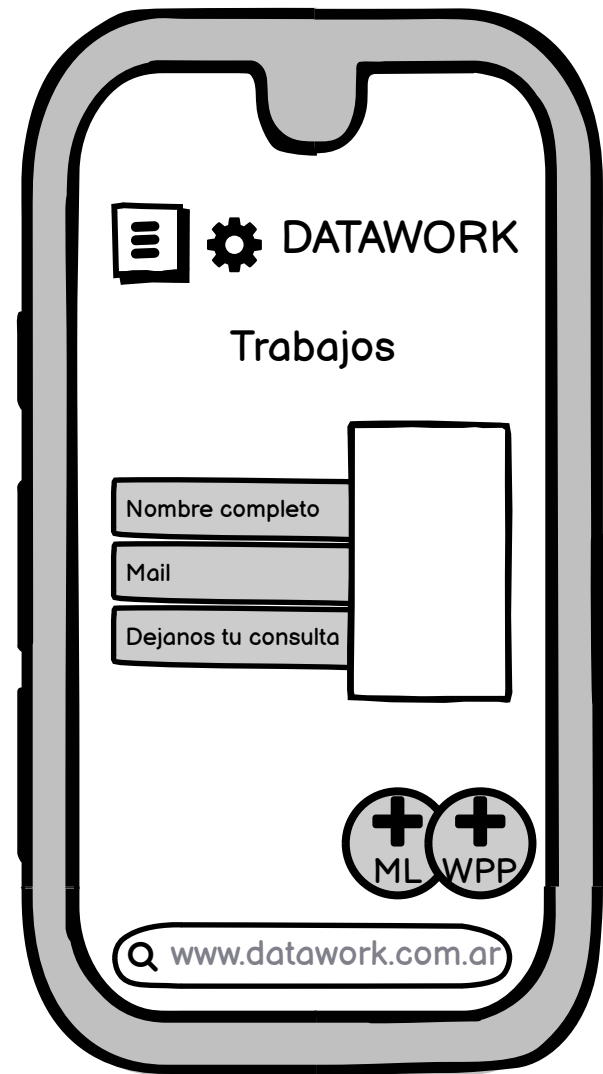 DATAWORK
Trabajos
Nombre completo
Mail
Dejanos tu consulta
ML WPP
www.datawork.com.ar